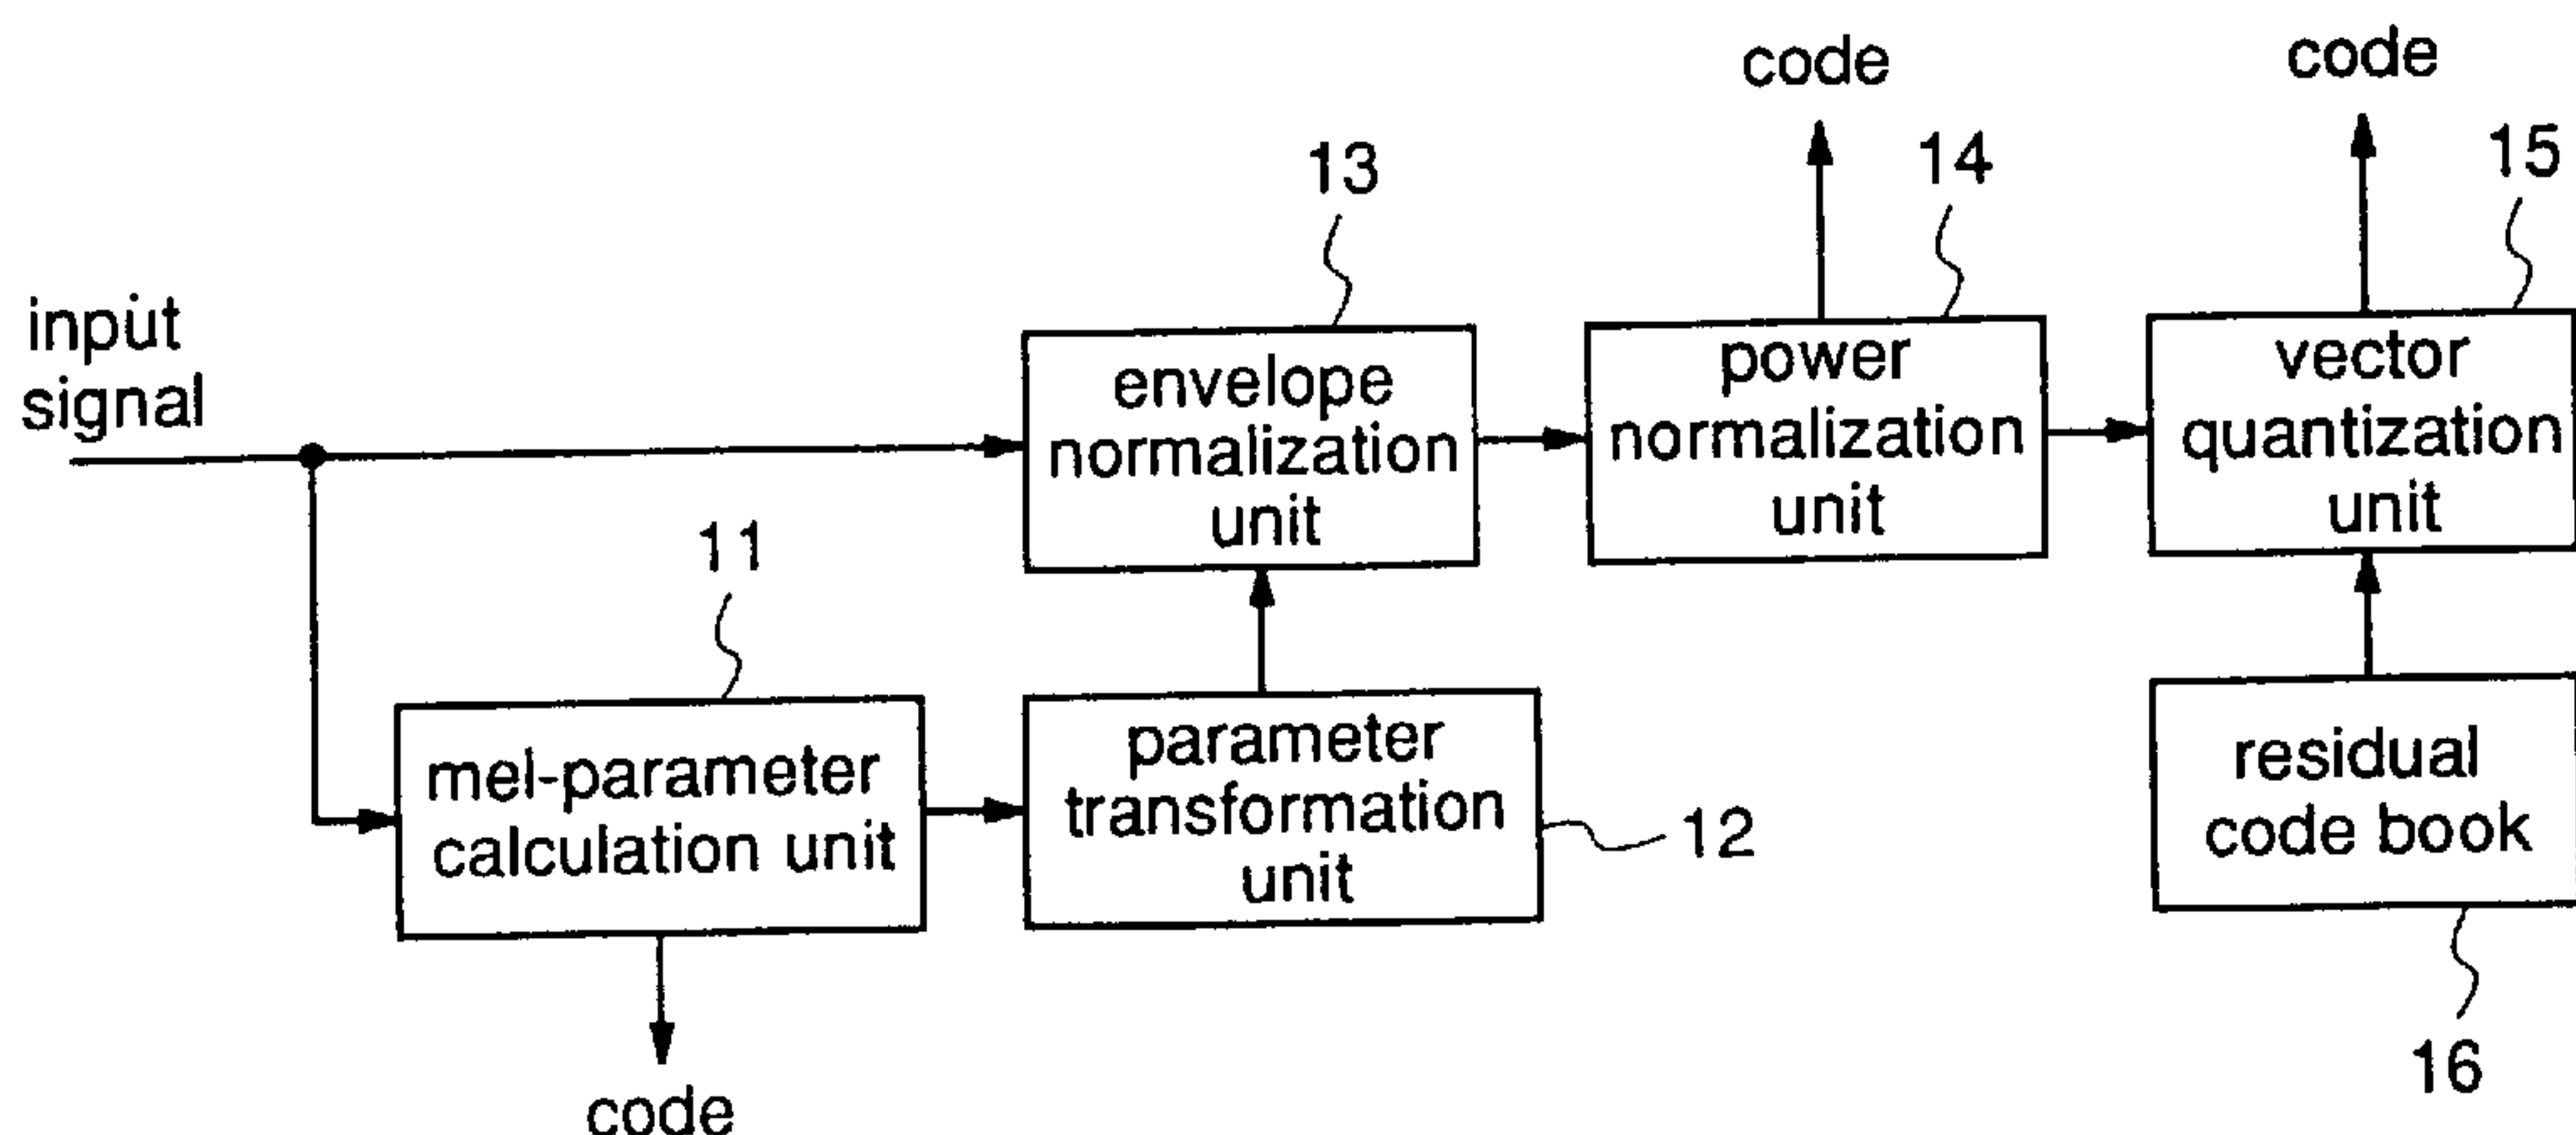 code
code
13
14
15
input
signal
envelope
normalization
unit
power
normalization
unit
vector
quantization
unit
11
mel-parameter
calculation unit
parameter
transformation
unit
12
residual
code book
16
code